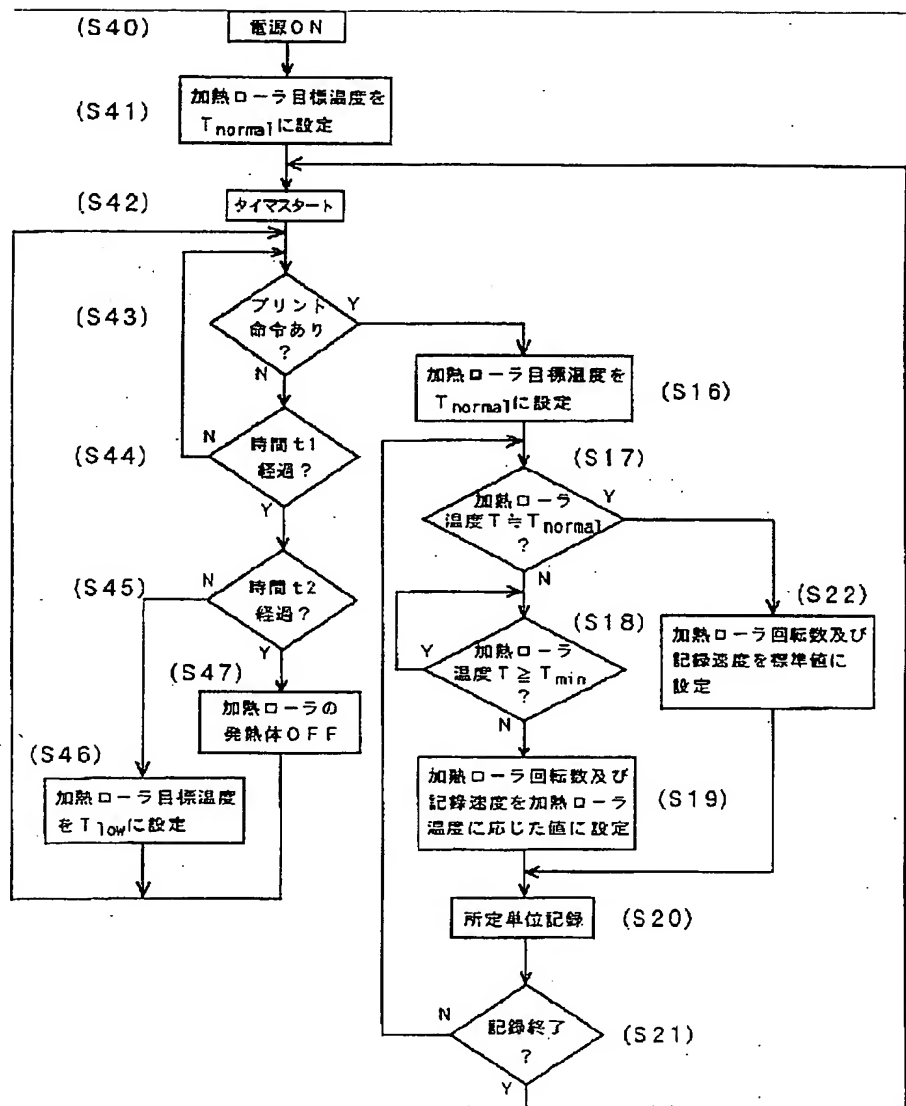 (S40)
電源ON
(S41)
加熱ローラ目標温度を
Tnormalに設定
(S42)
タイマスタート
(S43)
プリント
命令あり
?
Y
N
(S16)
加熱ローラ目標温度を
Tnormalに設定
(S44)
時間t1
経過?
N
Y
(S17)
加熱ローラ
温度T≒Tnormal
?
Y
N
(S45)
時間t2
経過?
N
Y
(S18)
加熱ローラ
温度T≧Tmin
?
Y
N
(S22)
加熱ローラ回転数及び
記録速度を標準値に
設定
(S47)
加熱ローラの
発熱体OFF
(S46)
加熱ローラ目標温度
をTlowに設定
(S19)
加熱ローラ回転数及び
記録速度を加熱ローラ
温度に応じた値に設定
(S20)
所定単位記録
(S21)
記録終了
?
N
Y